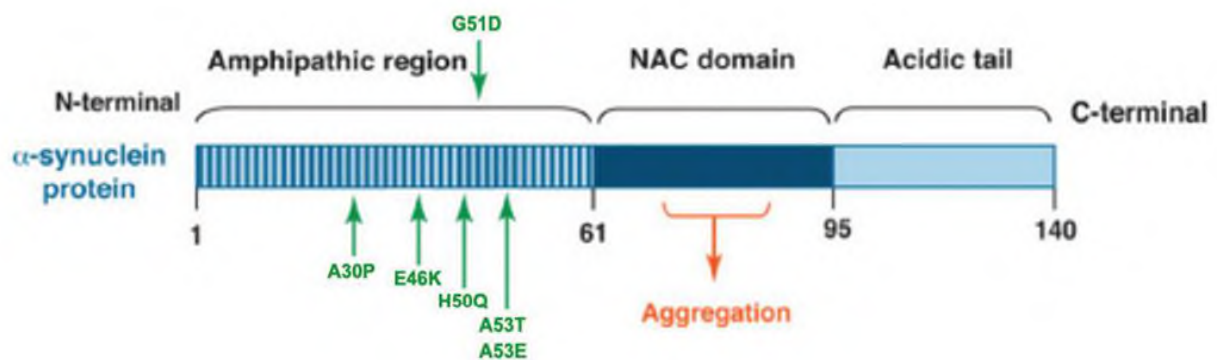 G51D
Amphipathic region
NAC domain
Acidic tail
N-terminal
C-terminal
α-synuclein
protein
1
61
95
140
A30P
E46K
H50Q
A53T
A53E
Aggregation